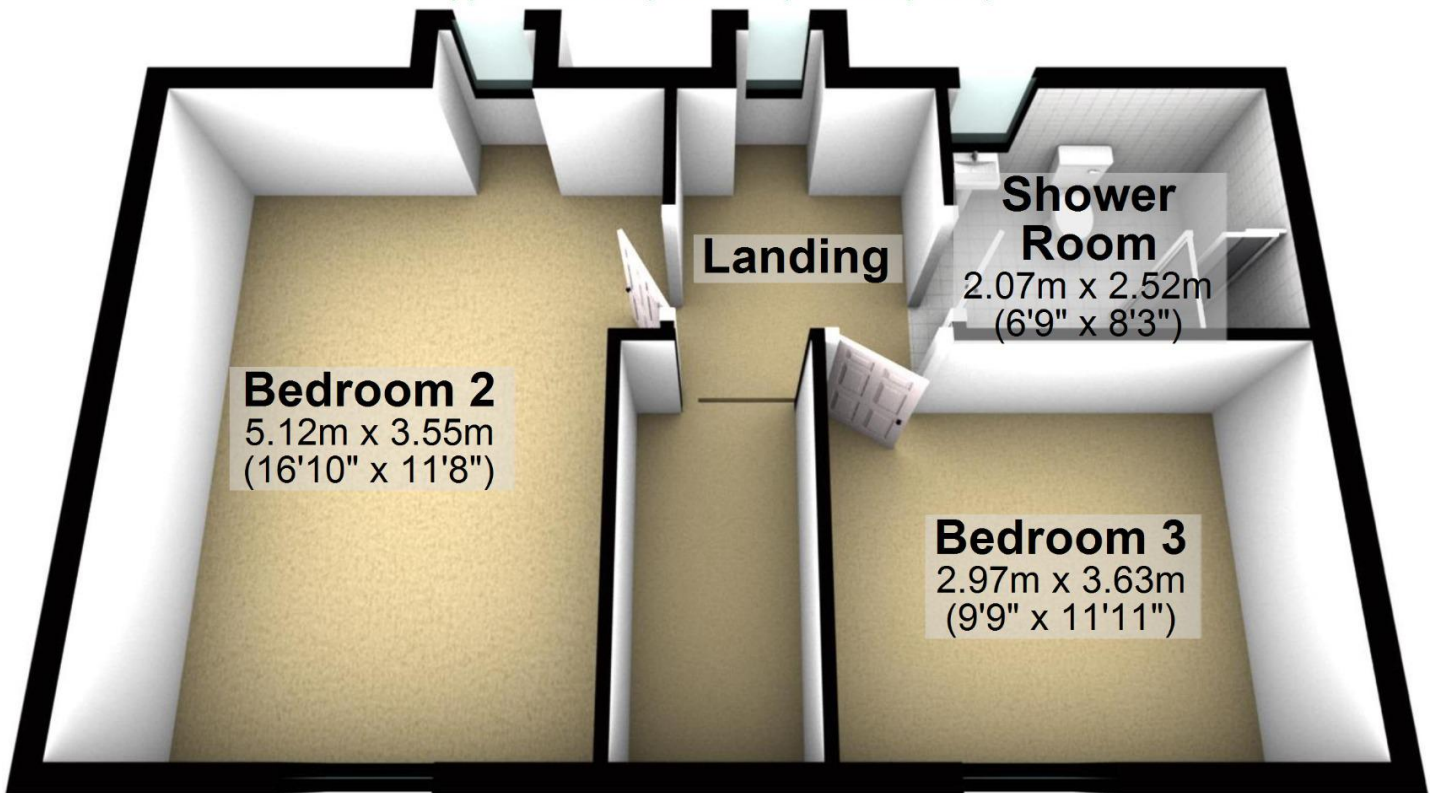 Shower
Room
2.07m x 2.52m
(6'9" x 8'3")
Landing
Bedroom 2
5.12m x 3.55m
(16'10" x 11'8")
Bedroom 3
2.97m x 3.63m
(9'9" x 11'11")